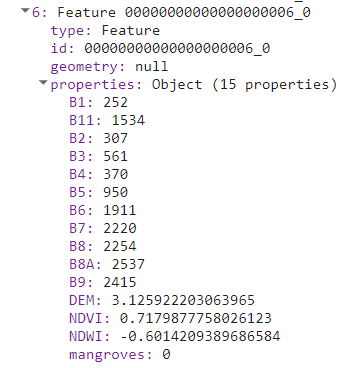 6: Feature 00000000000000000006_0
type: Feature
id: 00000000000000000006_0
geometry: null
properties: Object (15 properties)
B1: 252
B11: 1534
B2: 307
B3: 561
B4: 370
B5: 950
B6: 1911
B7: 2220
B8: 2254
B8A: 2537
B9: 2415
DEM: 3.125922203063965
NDVI: 0.7179877758026123
NDWI: -0.6014209389686584
mangroves: 0